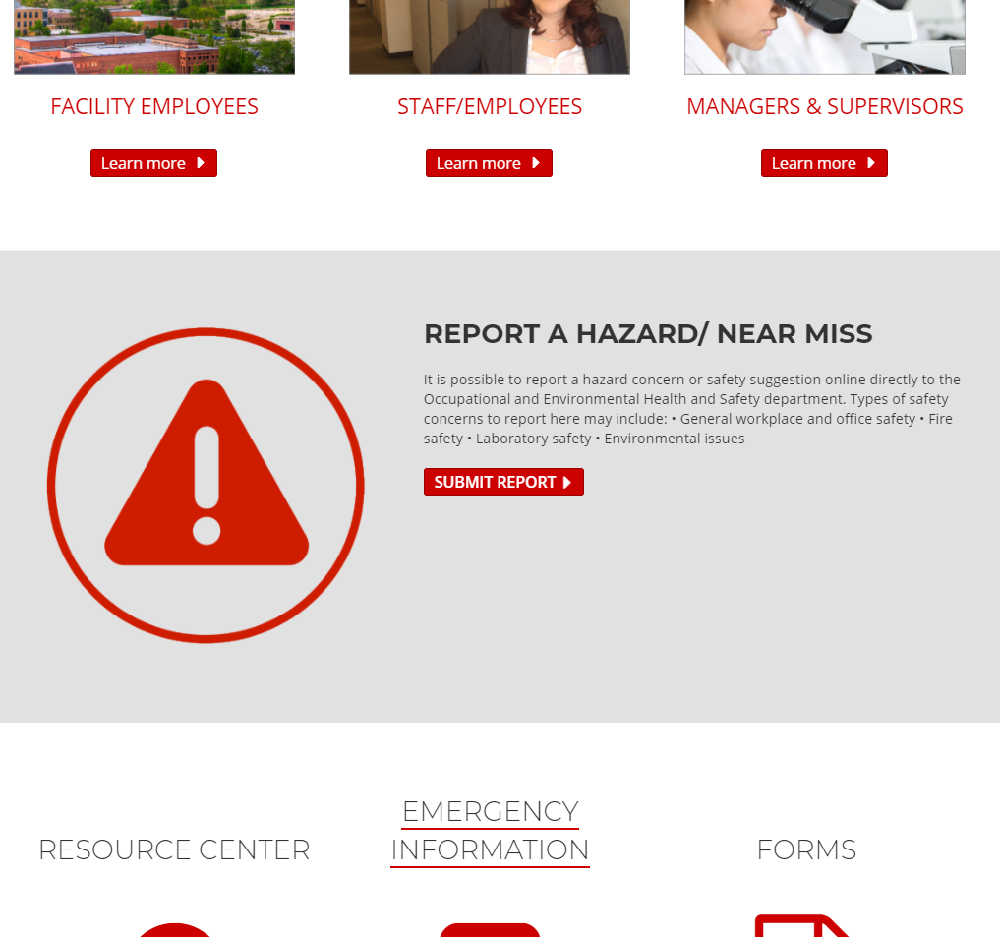 FACILITY EMPLOYEES
STAFF/EMPLOYEES
MANAGERS & SUPERVISORS
Learn more
Learn more
Learn more
REPORT A HAZARD/ NEAR MISS
It is possible to report a hazard concern or safety suggestion online directly to the
Occupational and Environmental Health and Safety department. Types of safety
concerns to report here may include: • General workplace and office safety • Fire
safety • Laboratory safety • Environmental issues
SUBMIT REPORT
RESOURCE CENTER
EMERGENCY
INFORMATION
FORMS